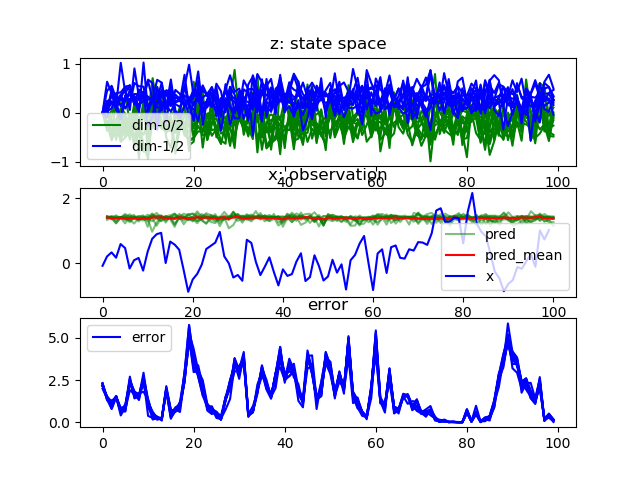 z: state space
1
0
−1
dim-0/2
dim-1/2
0 20 40 60 80 100
x: observation
2
0
pred
pred_mean
x
0 20 40 60 80 100
error
5.0
2.5
0.0
error
0 20 40 60 80 100